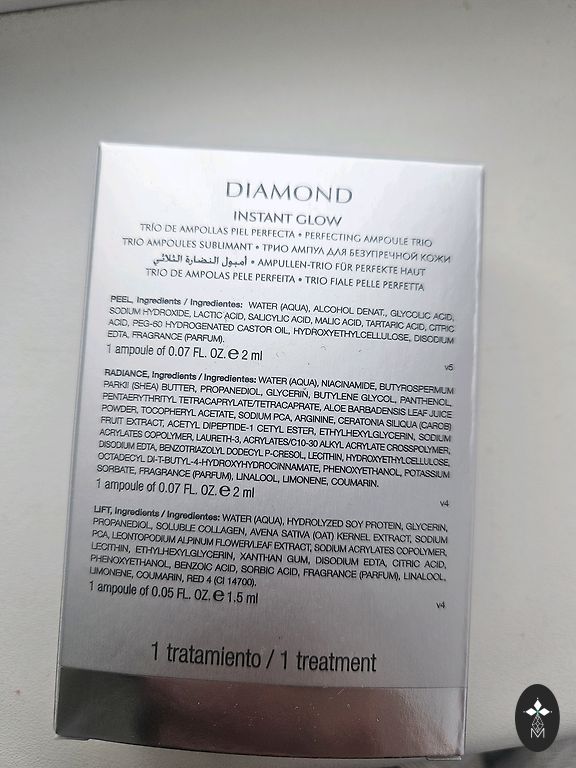 DIAMOND
INSTANT GLOW
TRÍO DE AMPOLLAS PIEL PERFECTA • PERFECTING AMPOULE TRIO
TRIO AMPOULES SUBLIMANT • ТРИО АМПУЛ ДЛЯ БЕЗУПРЕЧНОЙ КОЖИ
أمبول النضارة الثلاثي • AMPULLEN-TRIO FÜR PERFEKTE HAUT
TRIO DE AMPOLAS PELE PERFEITA • TRIO FIALE PELLE PERFETTA
PEEL, Ingredients / Ingredientes: WATER (AQUA), ALCOHOL DENAT., GLYCOLIC ACID,
SODIUM HYDROXIDE, LACTIC ACID, SALICYLIC ACID, MALIC ACID, TARTARIC ACID, CITRIC
ACID, PEG-60 HYDROGENATED CASTOR OIL, HYDROXYETHYLCELLULOSE, DISODIUM
EDTA, FRAGRANCE (PARFUM).
1 ampoule of 0.07 FL. OZ. ℮ 2 ml
v5
RADIANCE, Ingredients / Ingredientes: WATER (AQUA), NIACINAMIDE, BUTYROSPERMUM
PARKII (SHEA) BUTTER, PROPANEDIOL, GLYCERIN, BUTYLENE GLYCOL, PANTHENOL,
PENTAERYTHRITYL TETRACAPRYLATE/TETRACAPRATE, ALOE BARBADENSIS LEAF JUICE
POWDER, TOCOPHERYL ACETATE, SODIUM PCA, ARGININE, CERATONIA SILIQUA (CAROB)
FRUIT EXTRACT, ACETYL DIPEPTIDE-1 CETYL ESTER, ETHYLHEXYLGLYCERIN, SODIUM
ACRYLATES COPOLYMER, LAURETH-3, ACRYLATES/C10-30 ALKYL ACRYLATE CROSSPOLYMER,
DISODIUM EDTA, BENZOTRIAZOLYL DODECYL P-CRESOL, LECITHIN, HYDROXYETHYLCELLULOSE,
OCTADECYL DI-T-BUTYL-4-HYDROXYHYDROCINNAMATE, PHENOXYETHANOL, POTASSIUM
SORBATE, FRAGRANCE (PARFUM), LINALOOL, LIMONENE, COUMARIN.
1 ampoule of 0.07 FL. OZ. ℮ 2 ml
v4
LIFT, Ingredients / Ingredientes: WATER (AQUA), HYDROLYZED SOY PROTEIN, GLYCERIN,
PROPANEDIOL, SOLUBLE COLLAGEN, AVENA SATIVA (OAT) KERNEL EXTRACT, SODIUM
PCA, LEONTOPODIUM ALPINUM FLOWER/LEAF EXTRACT, SODIUM ACRYLATES COPOLYMER,
LECITHIN, ETHYLHEXYLGLYCERIN, XANTHAN GUM, DISODIUM EDTA, CITRIC ACID,
PHENOXYETHANOL, BENZOIC ACID, SORBIC ACID, FRAGRANCE (PARFUM), LINALOOL,
LIMONENE, COUMARIN, RED 4 (CI 14700).
1 ampoule of 0.05 FL. OZ. ℮ 1.5 ml
v4
1 tratamiento / 1 treatment